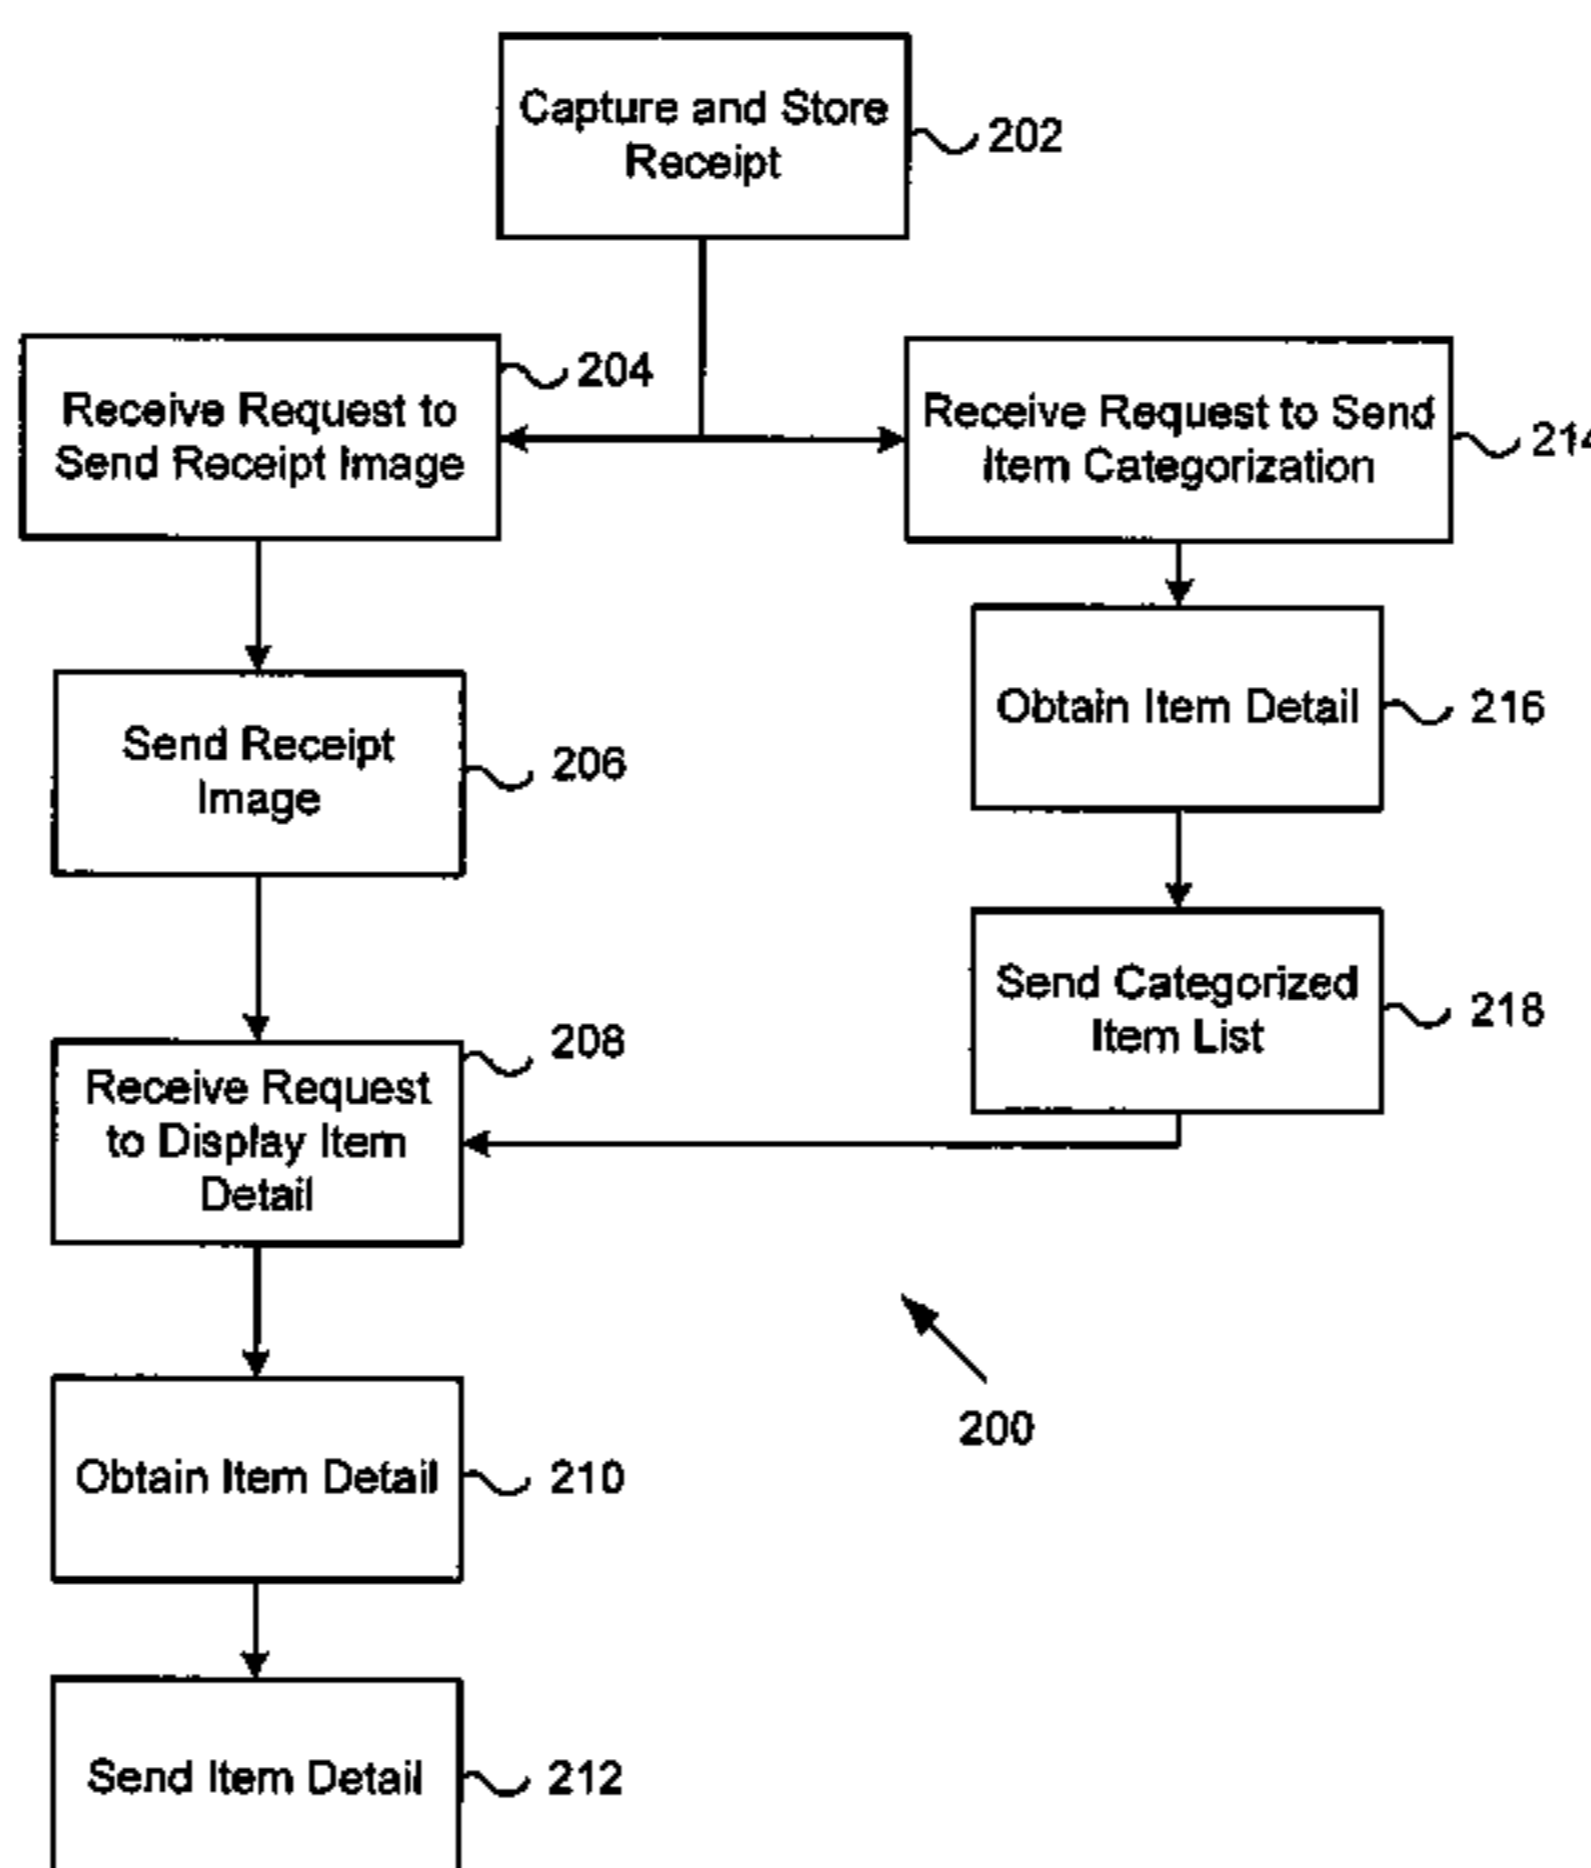 Capture and Store
Receipt
202
Receive Request to
Send Receipt Image
204
Receive Request to Send
Item Categorization
214
Send Receipt
Image
206
Obtain Item Detail
216
Send Categorized
Item List
218
Receive Request
to Display Item
Detail
208
200
Obtain Item Detail
210
Send Item Detail
212